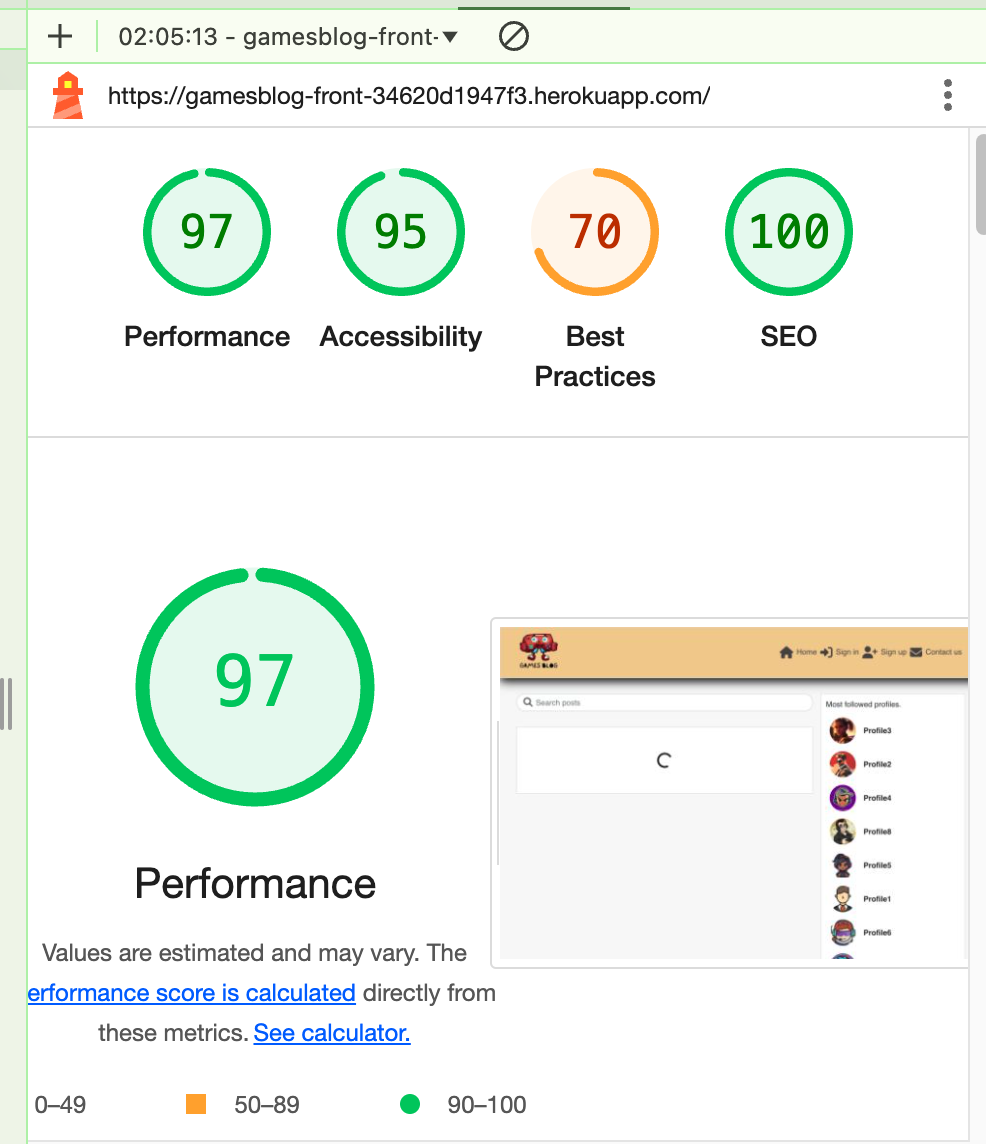 02:05:13 - gamesblog-front-
https://gamesblog-front-34620d1947f3.herokuapp.com/
97
95
70
100
Performance
Accessibility
Best
Practices
SEO
97
Performance
Values are estimated and may vary. The
erformance score is calculated directly from
these metrics. See calculator.
0–49
50–89
90–100
GAMES BLOG
Home
Sign in
Sign up
Contact us
Search posts
Most followed profiles.
Profile3
Profile2
Profile4
Profile8
Profile5
Profile1
Profile6